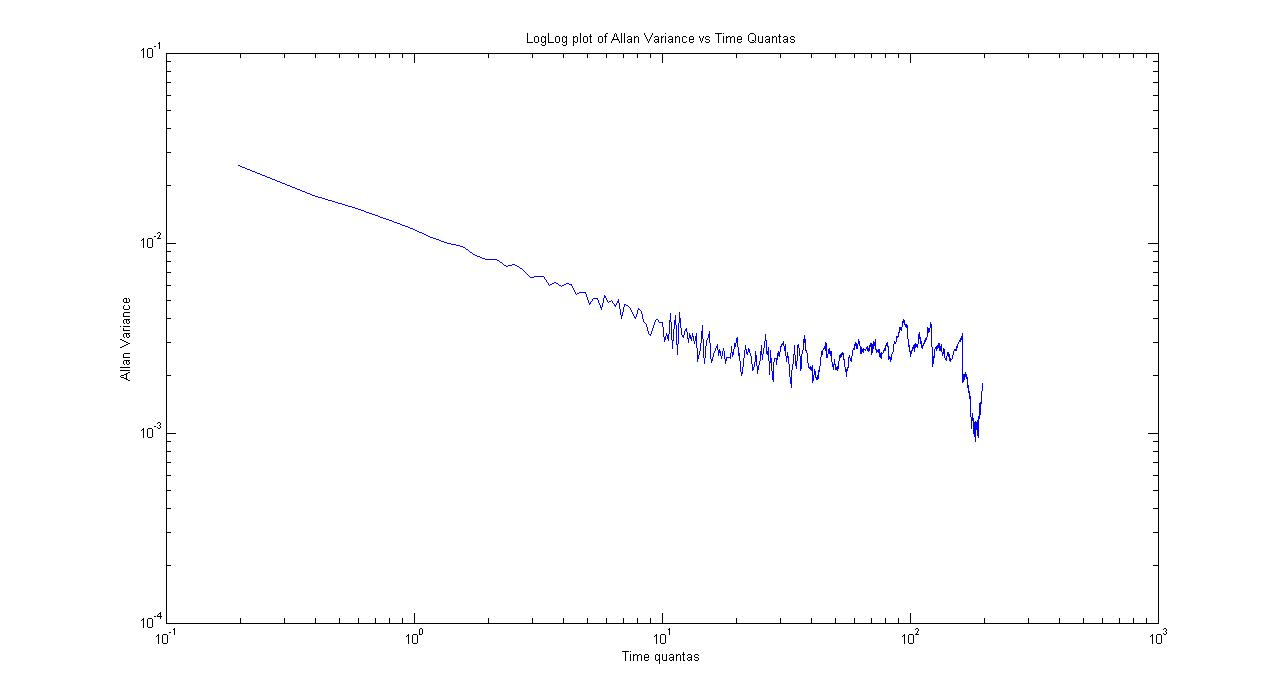 LogLog plot of Allan Variance vs Time Quantas
10^-1
10^-2
Allan Variance
10^-3
10^-4
10^-1 10^0 10^1 10^2 10^3
Time quantas